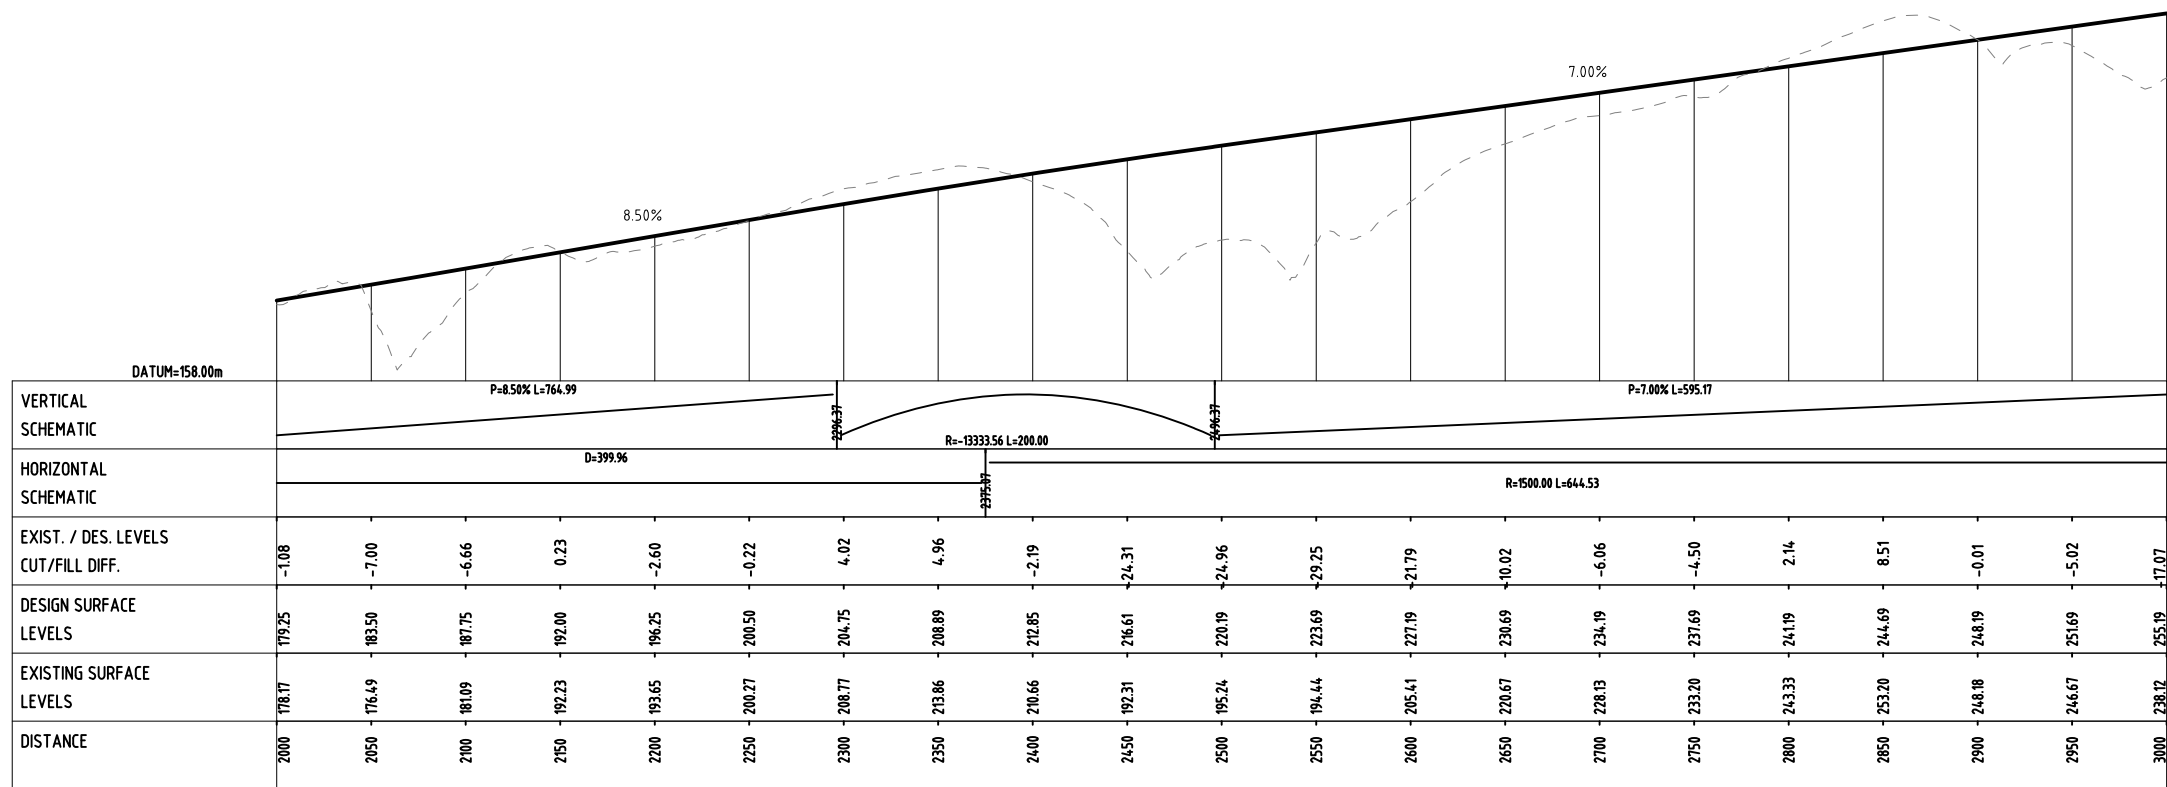 7.00%
8.50%
DATUM=158.00m
VERTICAL
SCHEMATIC
P=8.50% L=764.99
2296.37
R=-13333.56 L=200.00
2496.37
P=7.00% L=595.17
HORIZONTAL
SCHEMATIC
D=399.96
2375.07
R=1500.00 L=644.53
EXIST. / DES. LEVELS
CUT/FILL DIFF.
-1.08 -7.00 -6.66 0.23 -2.60 -0.22 4.02 4.96 -2.19 -24.31 -24.96 -29.25 -21.79 -10.02 -6.06 -4.50 2.14 8.51 -0.01 -5.02 -17.07
DESIGN SURFACE
LEVELS
179.25 183.50 187.75 192.00 196.25 200.50 204.75 208.89 212.85 216.61 220.19 223.69 227.19 230.69 234.19 237.69 241.19 244.69 248.19 251.69 255.19
EXISTING SURFACE
LEVELS
178.17 176.49 181.09 192.23 193.65 200.27 208.77 213.86 210.66 192.31 195.24 194.44 205.41 220.67 228.13 233.20 243.33 253.20 248.18 246.67 238.12
DISTANCE
2000 2050 2100 2150 2200 2250 2300 2350 2400 2450 2500 2550 2600 2650 2700 2750 2800 2850 2900 2950 3000